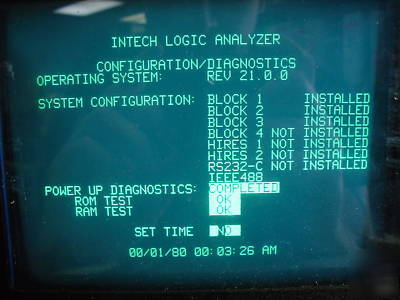 INTECH LOGIC ANALYZER
CONFIGURATION/DIAGNOSTICS
OPERATING SYSTEM: REV 21.0.0
SYSTEM CONFIGURATION: BLOCK 1 INSTALLED
BLOCK 2 INSTALLED
BLOCK 3 INSTALLED
BLOCK 4 NOT INSTALLED
HIRES 1 NOT INSTALLED
HIRES 2 NOT INSTALLED
RS232-C NOT INSTALLED
IEEE488
POWER UP DIAGNOSTICS: COMPLETED
ROM TEST OK
RAM TEST OK
SET TIME NO
00/01/80 00:03:26 AM